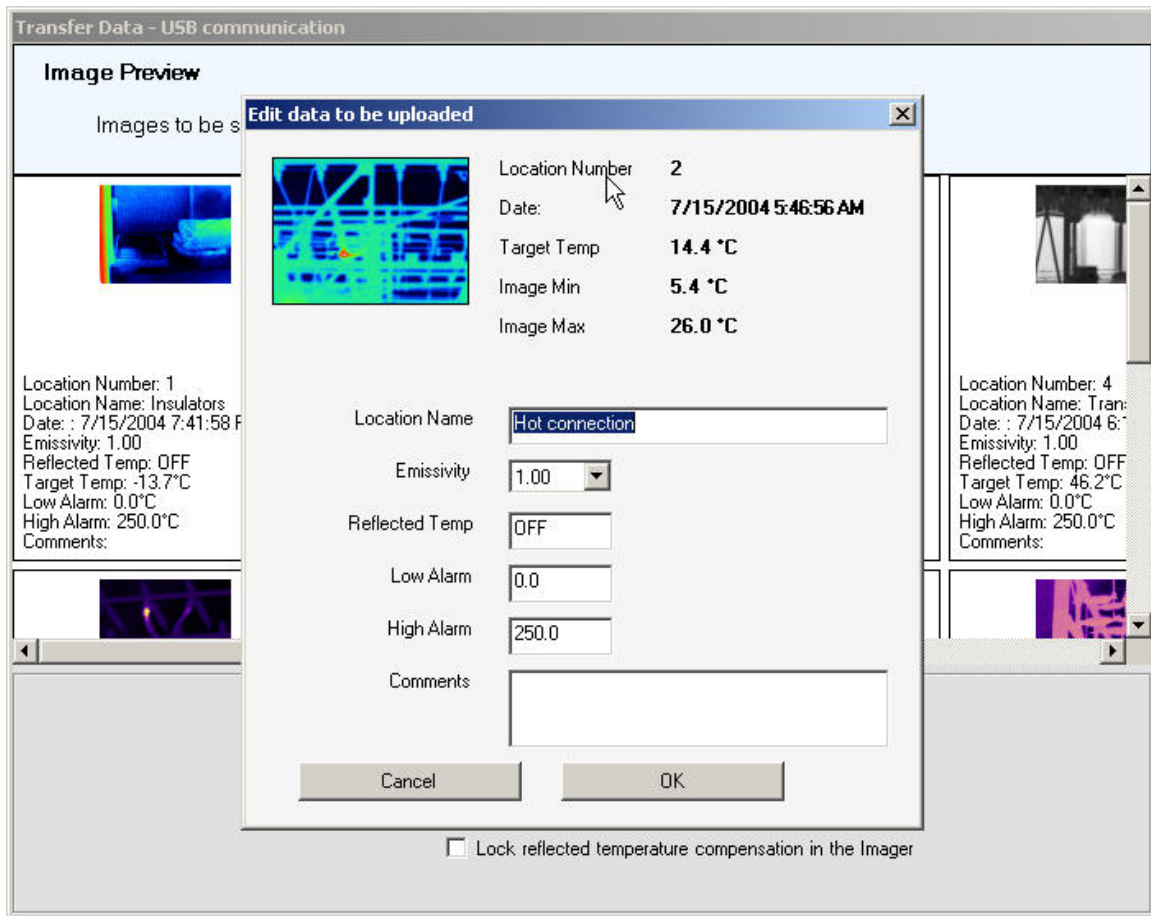 Transfer Data - USB communication
Image Preview
Images to be s
Edit data to be uploaded
Location Number 2
Date: 7/15/2004 5:46:56 AM
Target Temp 14.4 °C
Image Min 5.4 °C
Image Max 26.0 °C
Location Name Hot connection
Emissivity 1.00
Reflected Temp OFF
Low Alarm 0.0
High Alarm 250.0
Comments
Cancel OK
Location Number: 1
Location Name: Insulators
Date: : 7/15/2004 7:41:58
Emissivity: 1.00
Reflected Temp: OFF
Target Temp: -13.7°C
Low Alarm: 0.0°C
High Alarm: 250.0°C
Comments:
Location Number: 4
Location Name: Tran
Date: : 7/15/2004 6:
Emissivity: 1.00
Reflected Temp: OFF
Target Temp: 46.2°C
Low Alarm: 0.0°C
High Alarm: 250.0°C
Comments:
Lock reflected temperature compensation in the Imager